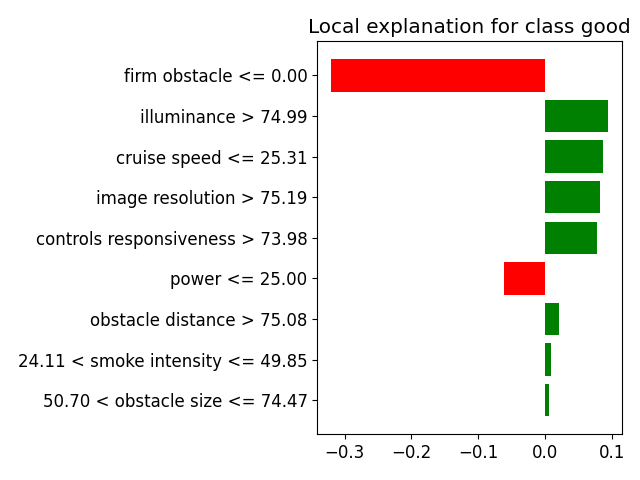 Local explanation for class good
firm obstacle <= 0.00
illuminance > 74.99
cruise speed <= 25.31
image resolution > 75.19
controls responsiveness > 73.98
power <= 25.00
obstacle distance > 75.08
24.11 < smoke intensity <= 49.85
50.70 < obstacle size <= 74.47
−0.3 −0.2 −0.1 0.0 0.1